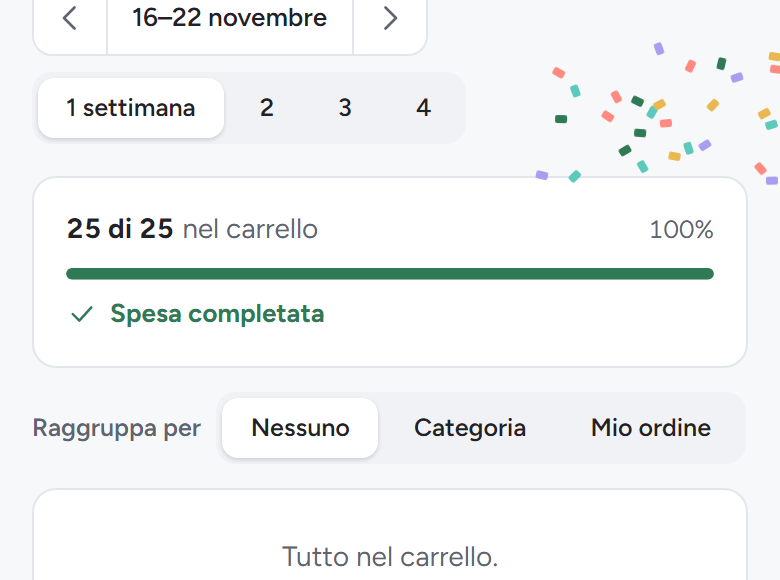 16–22 novembre
1 settimana 2 3 4
25 di 25 nel carrello 100%
Spesa completata
Raggruppa per Nessuno Categoria Mio ordine
Tutto nel carrello.